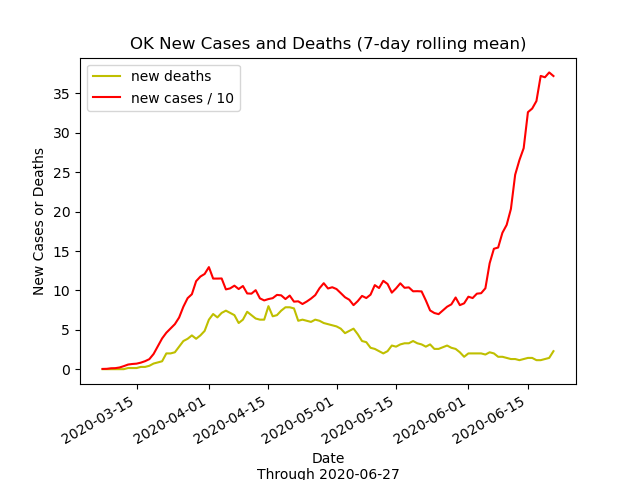 OK New Cases and Deaths (7-day rolling mean)
new deaths
new cases / 10
New Cases or Deaths
35
30
25
20
15
10
5
0
2020-03-15
2020-04-01
2020-04-15
2020-05-01
2020-05-15
2020-06-01
2020-06-15
Date
Through 2020-06-27